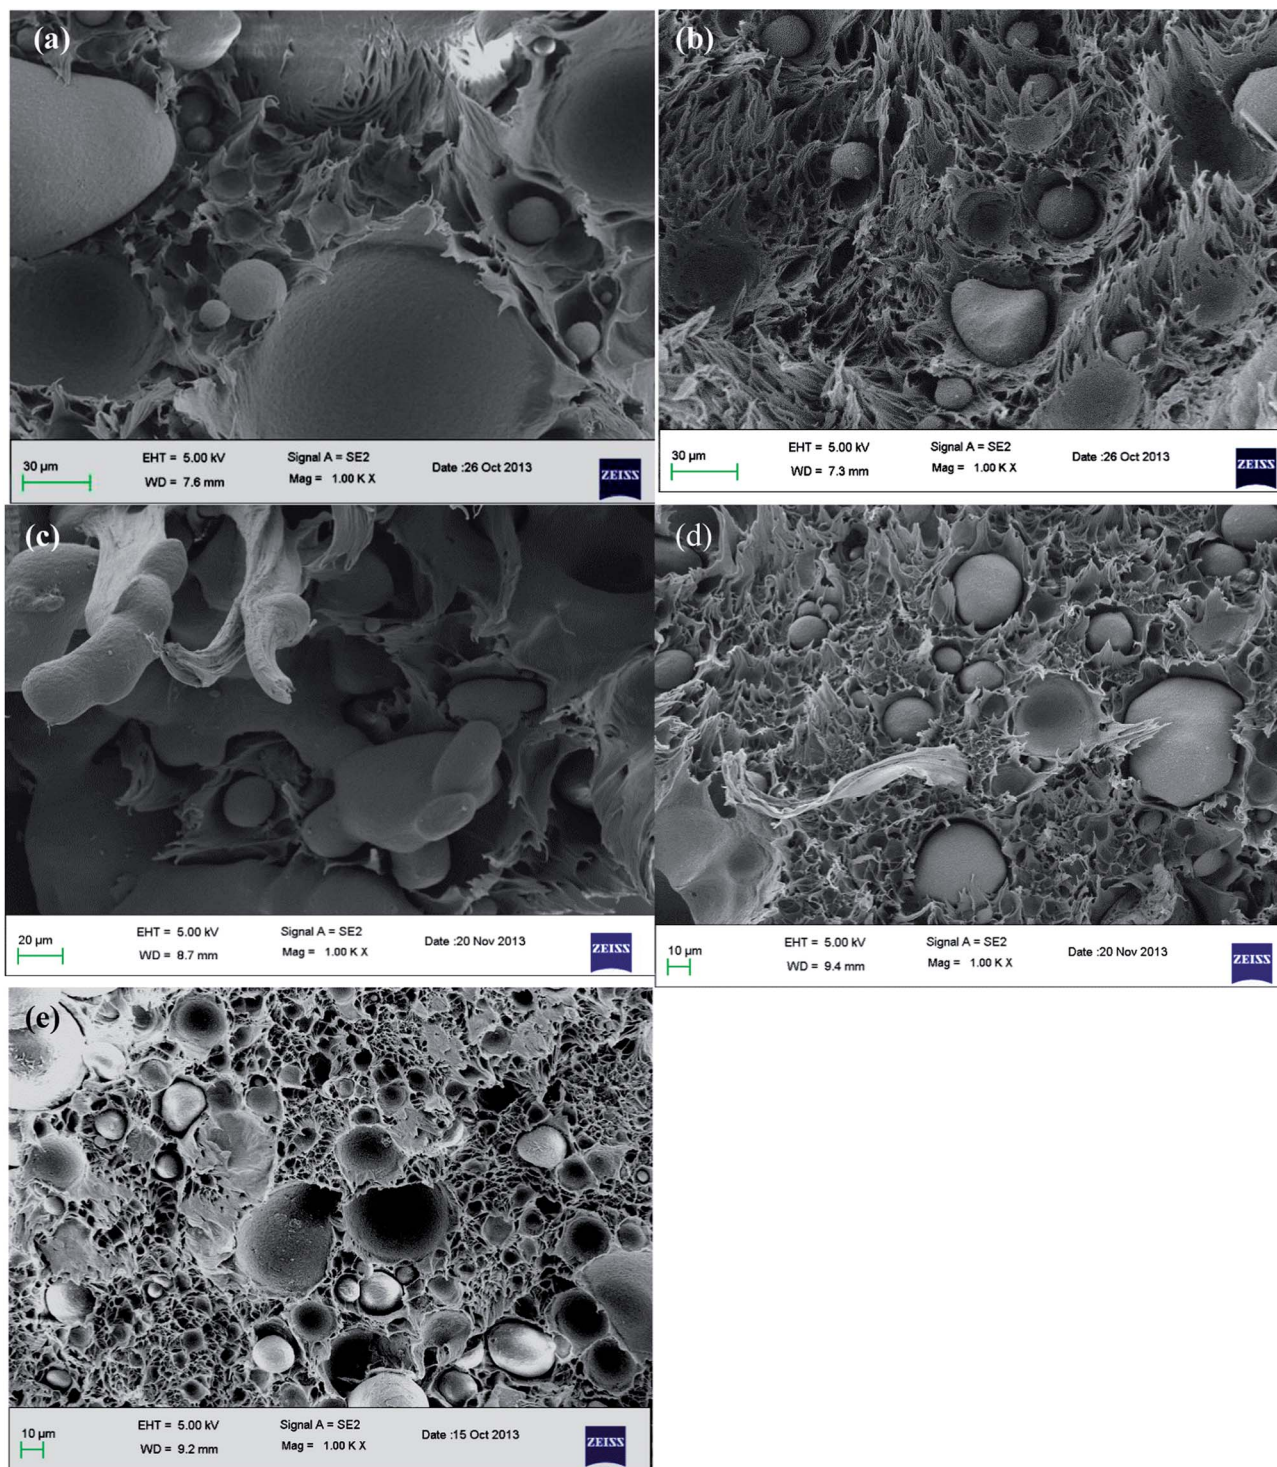 (a)
30 µm
EHT = 5.00 kV
WD = 7.6 mm
Signal A = SE2
Mag = 1.00 K X
Date :26 Oct 2013
ZEISS
(b)
30 µm
EHT = 5.00 kV
WD = 7.3 mm
Signal A = SE2
Mag = 1.00 K X
Date :26 Oct 2013
ZEISS
(c)
20 µm
EHT = 5.00 kV
WD = 8.7 mm
Signal A = SE2
Mag = 1.00 K X
Date :20 Nov 2013
ZEISS
(d)
10 µm
EHT = 5.00 kV
WD = 9.4 mm
Signal A = SE2
Mag = 1.00 K X
Date :20 Nov 2013
ZEISS
(e)
10 µm
EHT = 5.00 kV
WD = 9.2 mm
Signal A = SE2
Mag = 1.00 K X
Date :15 Oct 2013
ZEISS